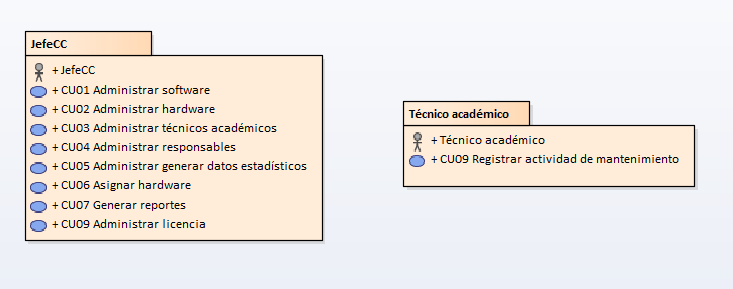 JefeCC
+ JefeCC
+ CU01 Administrar software
+ CU02 Administrar hardware
+ CU03 Administrar técnicos académicos
+ CU04 Administrar responsables
+ CU05 Administrar generar datos estadísticos
+ CU06 Asignar hardware
+ CU07 Generar reportes
+ CU09 Administrar licencia
Técnico académico
+ Técnico académico
+ CU09 Registrar actividad de mantenimiento